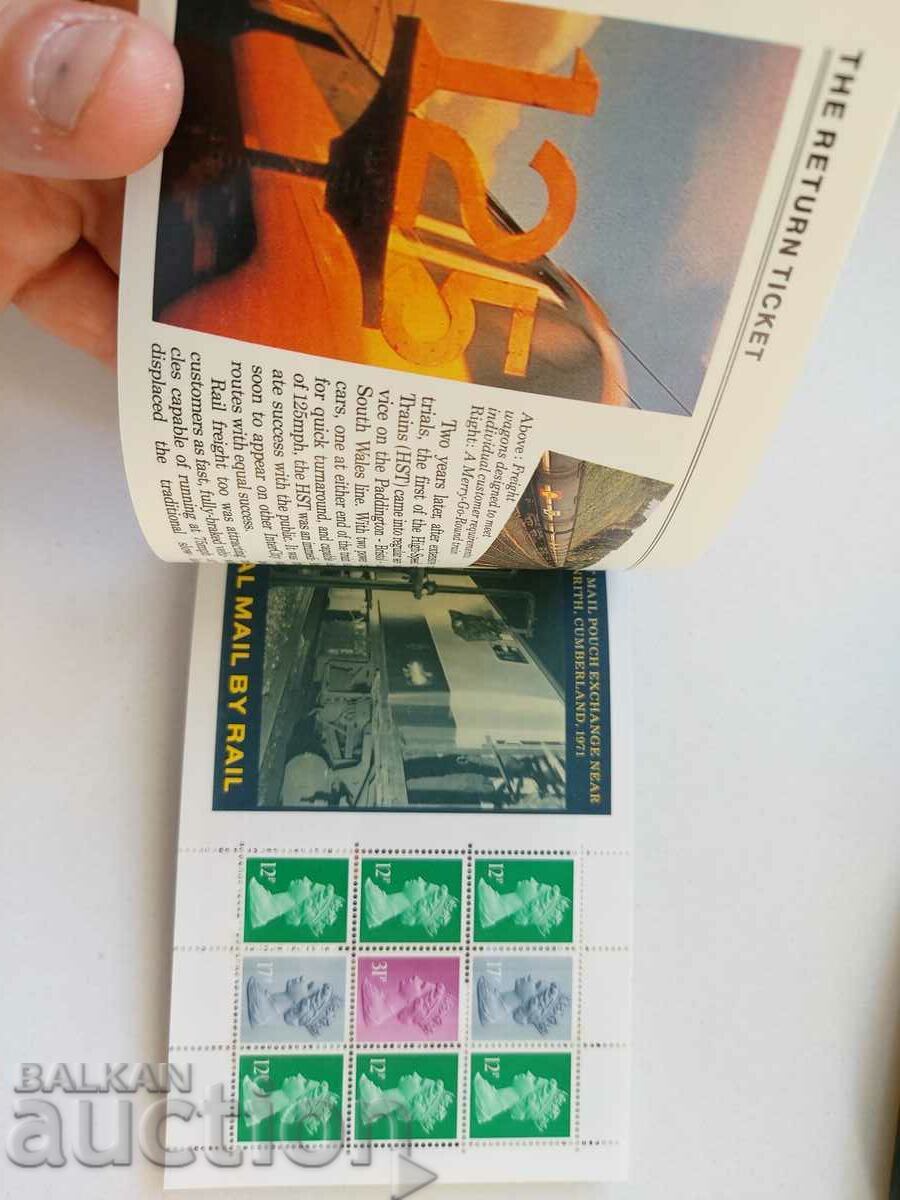 THE RETURN TICKET
125
Above: Freight
wagons designed to meet
individual customer requirements
Right: A Merry-Go-Round train
Two years later, after
trials, the first of the High
Trains (HST) came into
vice on the Paddington -
South Wales line. With two
cars, one at either end of the
for quick turnaround, and
of 125mph, the HST was an
ate success with the public. It
soon to appear on other
routes with equal success.
Rail freight too was
customers as fast, fully-braked
cles capable of running at
displaced the traditional
MAIL POUCH EXCHANGE NEAR
CUMBERLAND, 1971
MAIL BY RAIL
12P
12P
12P
17
31P
17
12
12P
12P
BALKAN
auction